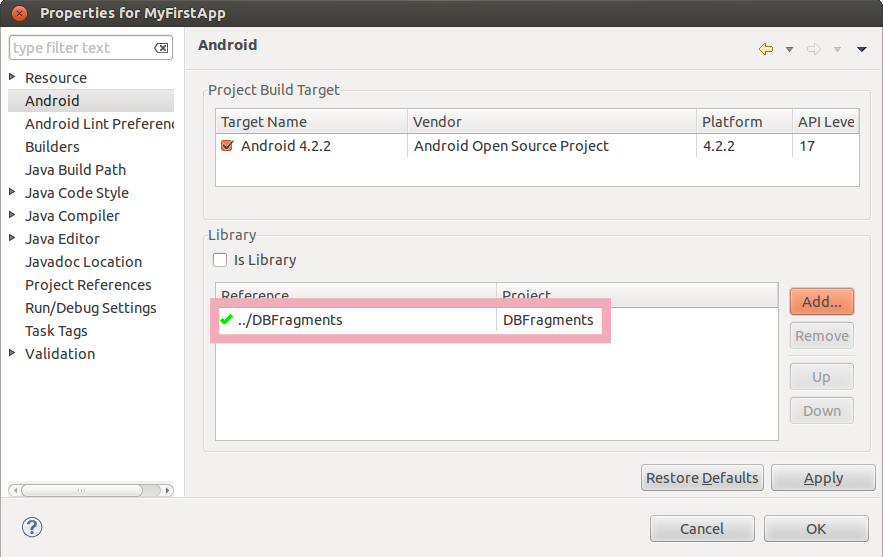 Properties for MyFirstApp
type filter text
Resource
Android
Android Lint Preferenc
Builders
Java Build Path
Java Code Style
Java Compiler
Java Editor
Javadoc Location
Project References
Run/Debug Settings
Task Tags
Validation
Android
Project Build Target
Target Name Vendor Platform API Leve
Android 4.2.2 Android Open Source Project 4.2.2 17
Library
Is Library
Reference Project
../DBFragments DBFragments
Add...
Remove
Up
Down
Restore Defaults Apply
? Cancel OK